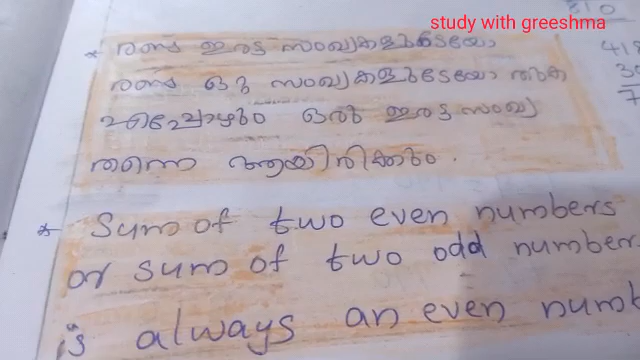 study with greeshma
810
* രണ്ട ഇരട്ട സംഖ്യകളുടെയോ
രണ്ട ഒറ്റ സംഖ്യകളുടേയോ തുക
എപ്പോഴും ഒരു ഇരട്ട സംഖ്യ
തന്നെ ആയിരിക്കും.
* Sum of two even numbers
or sum of two odd number
is always an even numb